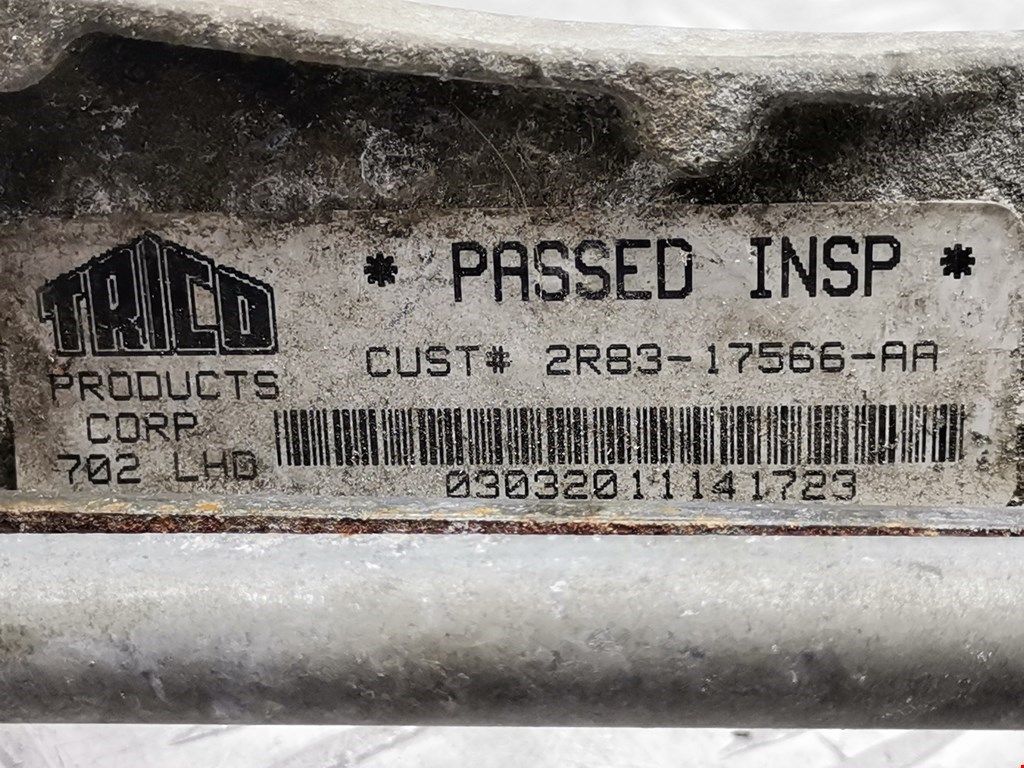 TRICO
PRODUCTS
CORP
702 LHD
* PASSED INSP *
CUST# 2R83-17566-AA
03032011141723